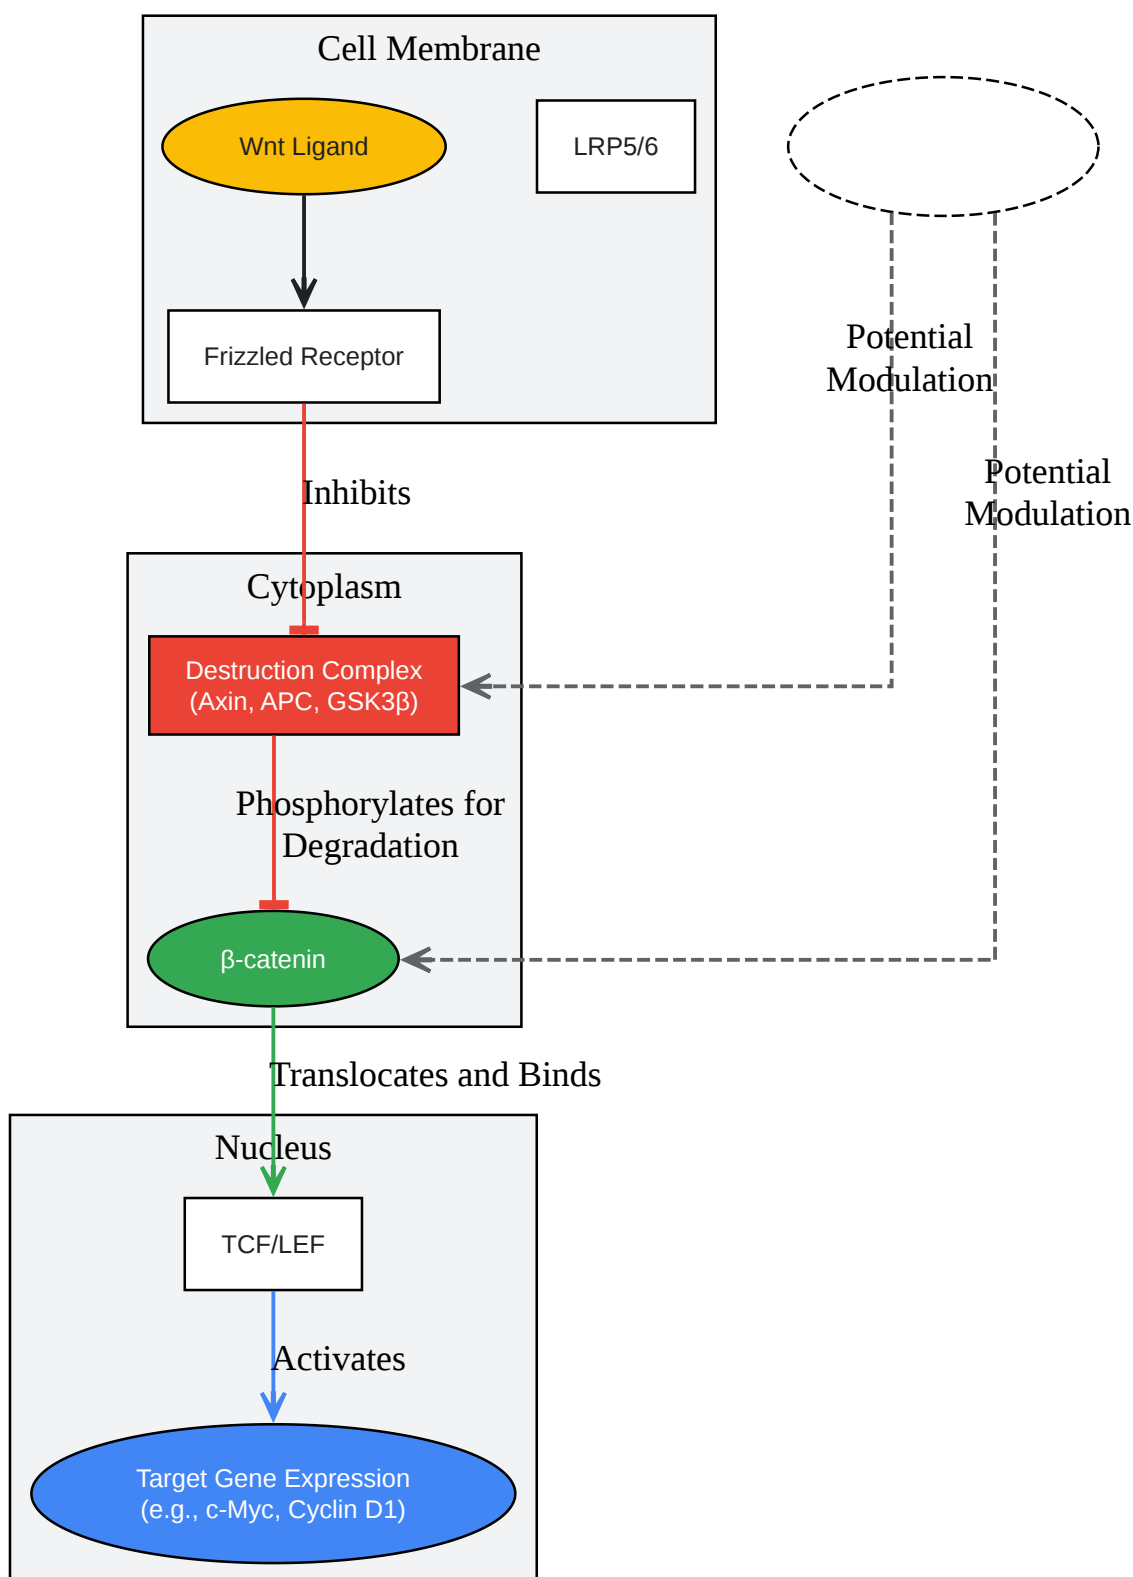 Cell Membrane
Wnt Ligand
LRP5/6
Frizzled Receptor
Potential
Modulation
Potential
Modulation
Inhibits
Cytoplasm
Destruction Complex
(Axin, APC, GSK3β)
Phosphorylates for
Degradation
β-catenin
Translocates and Binds
Nucleus
TCF/LEF
Activates
Target Gene Expression
(e.g., c-Myc, Cyclin D1)